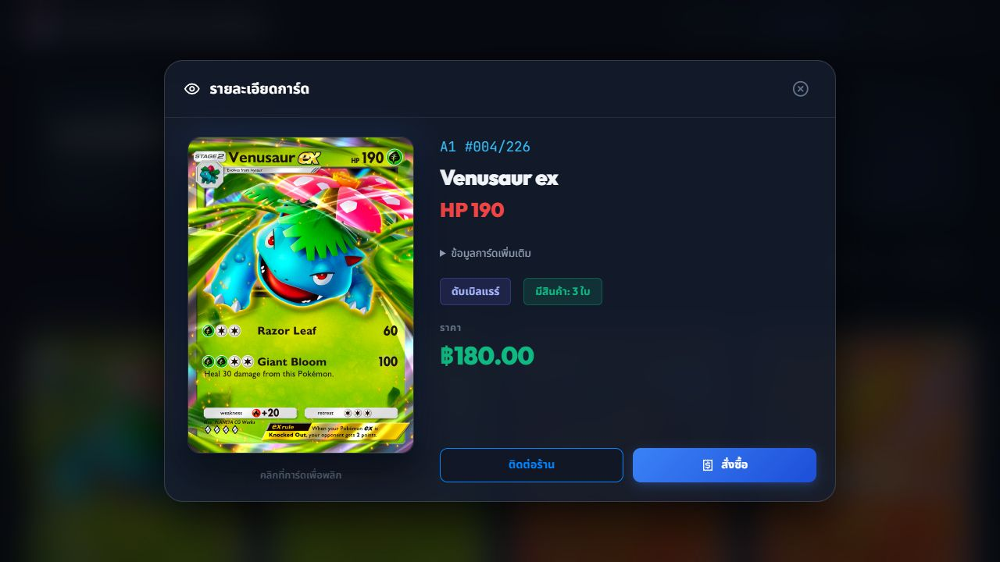 รายละเอียดการ์ด
STAGE 2 Venusaur ex HP 190
Evolves from Ivysaur
Razor Leaf 60
Giant Bloom 100
Heal 30 damage from this Pokémon.
weakness +20 retreat
Illus. PLANETA CG Works
ex rule When your Pokémon ex is
Knocked Out, your opponent gets 2 points.
คลิกที่การ์ดเพื่อพลิก
A1 #004/226
Venusaur ex
HP 190
ข้อมูลการ์ดเพิ่มเติม
ดับเบิลแรร์ มีสินค้า: 3 ใบ
ราคา
฿180.00
ติดต่อร้าน สั่งซื้อ